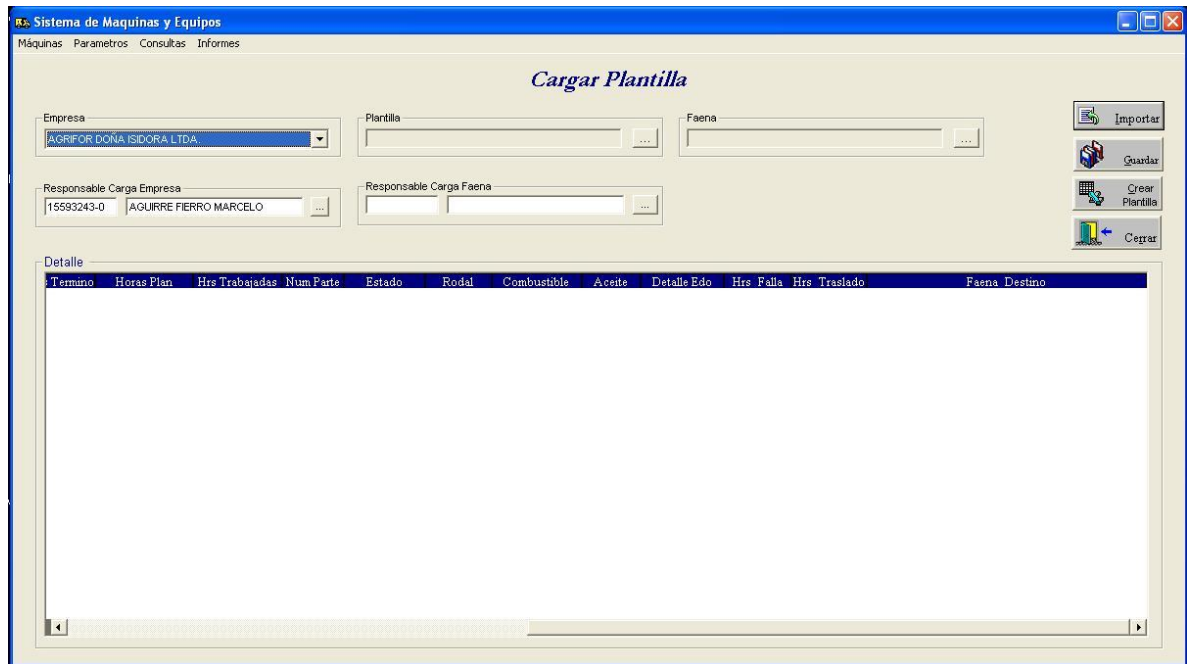 Sistema de Maquinas y Equipos
Máquinas Parametros Consultas Informes
Cargar Plantilla
Empresa
AGRIFOR DOÑA ISIDORA LTDA.
Plantilla
...
Faena
...
Importar
Guardar
Crear
Plantilla
Cerrar
Responsable Carga Empresa
15593243-0 AGUIRRE FIERRO MARCELO ...
Responsable Carga Faena
...
Detalle
Termino Horas Plan Hrs Trabajadas Num Parte Estado Rodal Combustible Aceite Detalle Edo Hrs Falla Hrs Traslado Faena Destino